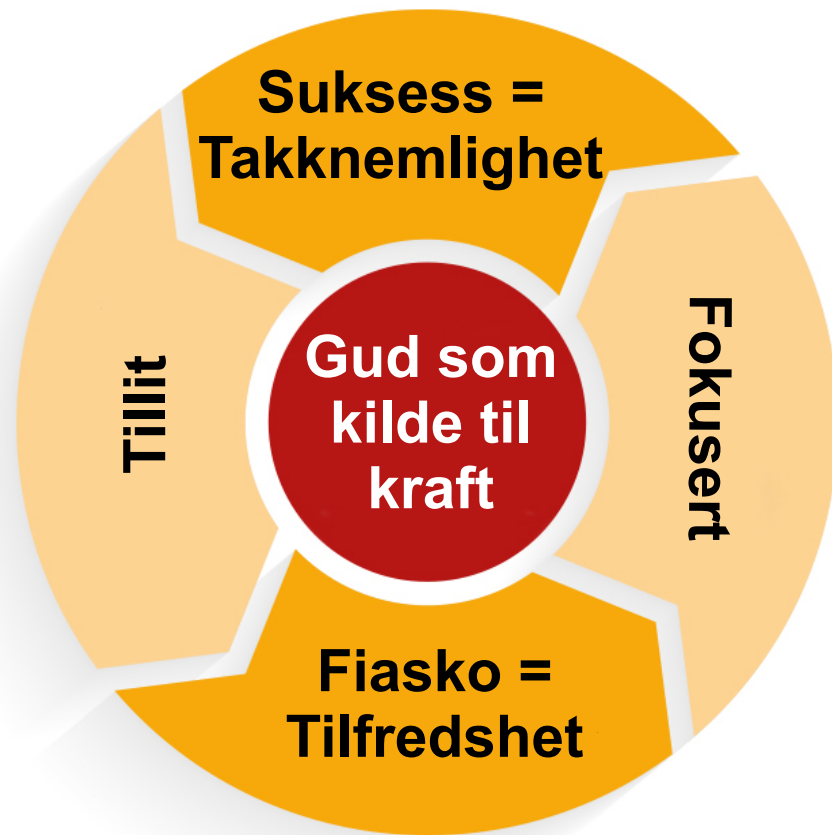 Suksess =
Takknemlighet
Fokusert
Gud som
kilde til
kraft
Tillit
Fiasko =
Tilfredshet